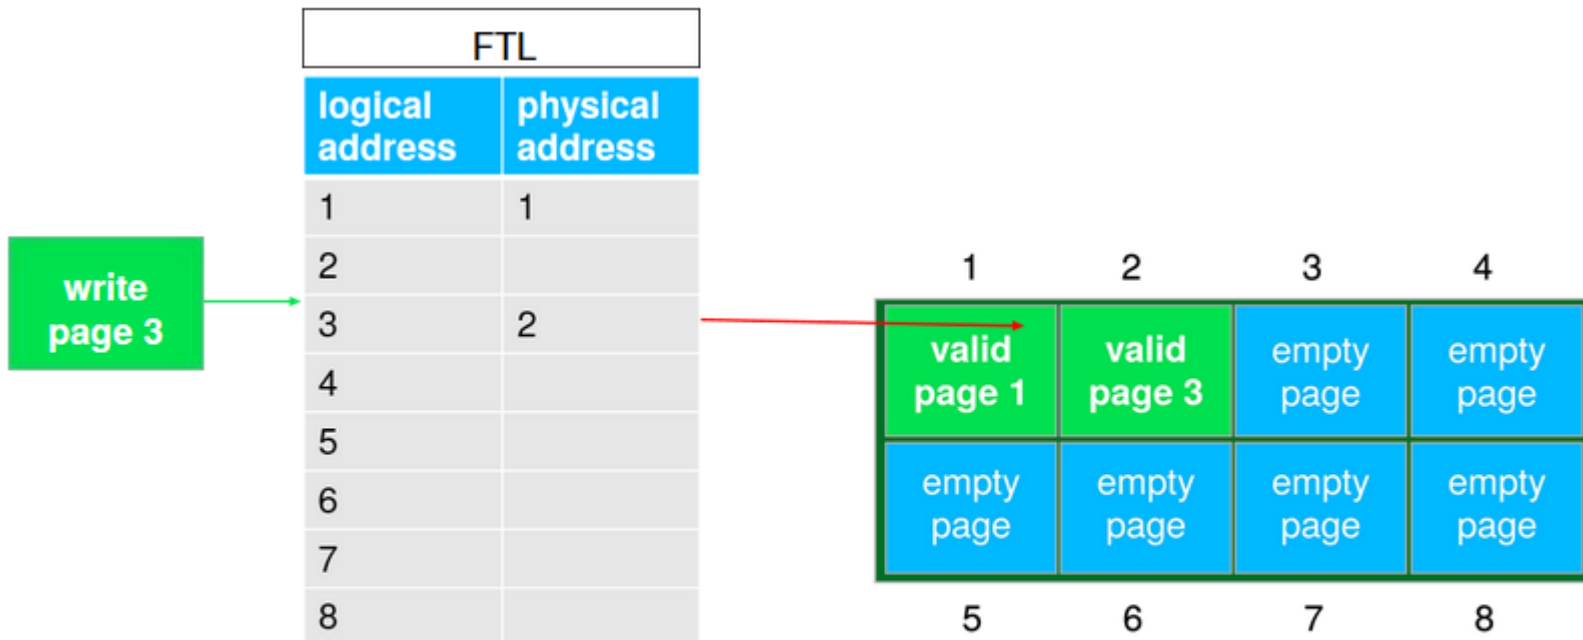 FTL
logical address
physical address
1 1
2
3 2
4
5
6
7
8
write
page 3
1 2 3 4
valid page 1
valid page 3
empty page
empty page
empty page
empty page
empty page
empty page
5 6 7 8